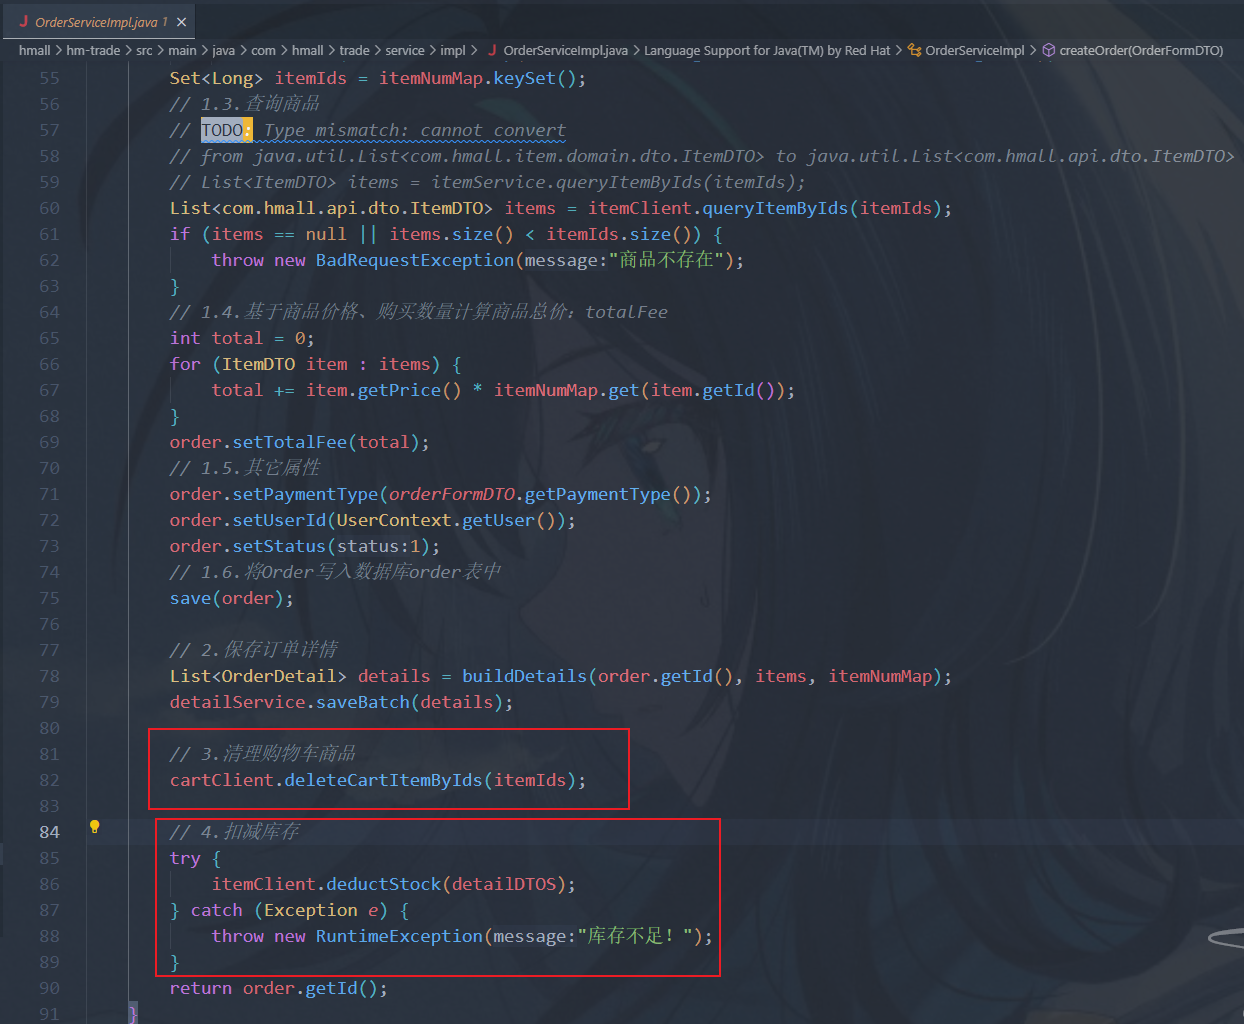 OrderServiceImpl.java 1
hmall > hm-trade > src > main > java > com > hmall > trade > service > impl > OrderServiceImpl.java > Language Support for Java(TM) by Red Hat > OrderServiceImpl > createOrder(OrderFormDTO)
55 Set<Long> itemIds = itemNumMap.keySet();
56 // 1.3.查询商品
57 // TODO: Type mismatch: cannot convert
58 // from java.util.List<com.hmall.item.domain.dto.ItemDTO> to java.util.List<com.hmall.api.dto.ItemDTO>
59 // List<ItemDTO> items = itemService.queryItemByIds(itemIds);
60 List<com.hmall.api.dto.ItemDTO> items = itemClient.queryItemByIds(itemIds);
61 if (items == null || items.size() < itemIds.size()) {
62 throw new BadRequestException(message:"商品不存在");
63 }
64 // 1.4.基于商品价格、购买数量计算商品总价：totalFee
65 int total = 0;
66 for (ItemDTO item : items) {
67 total += item.getPrice() * itemNumMap.get(item.getId());
68 }
69 order.setTotalFee(total);
70 // 1.5.其它属性
71 order.setPaymentType(orderFormDTO.getPaymentType());
72 order.setUserId(UserContext.getUser());
73 order.setStatus(status:1);
74 // 1.6.将Order写入数据库order表中
75 save(order);
76
77 // 2.保存订单详情
78 List<OrderDetail> details = buildDetails(order.getId(), items, itemNumMap);
79 detailService.saveBatch(details);
80
81 // 3.清理购物车商品
82 cartClient.deleteCartItemByIds(itemIds);
83
84 // 4.扣减库存
85 try {
86 itemClient.deductStock(detailDTOS);
87 } catch (Exception e) {
88 throw new RuntimeException(message:"库存不足！");
89 }
90 return order.getId();
91 }